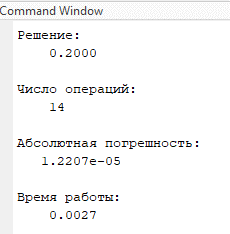 Command Window
Решение:
0.2000
Число операций:
14
Абсолютная погрешность:
1.2207e-05
Время работы:
0.0027